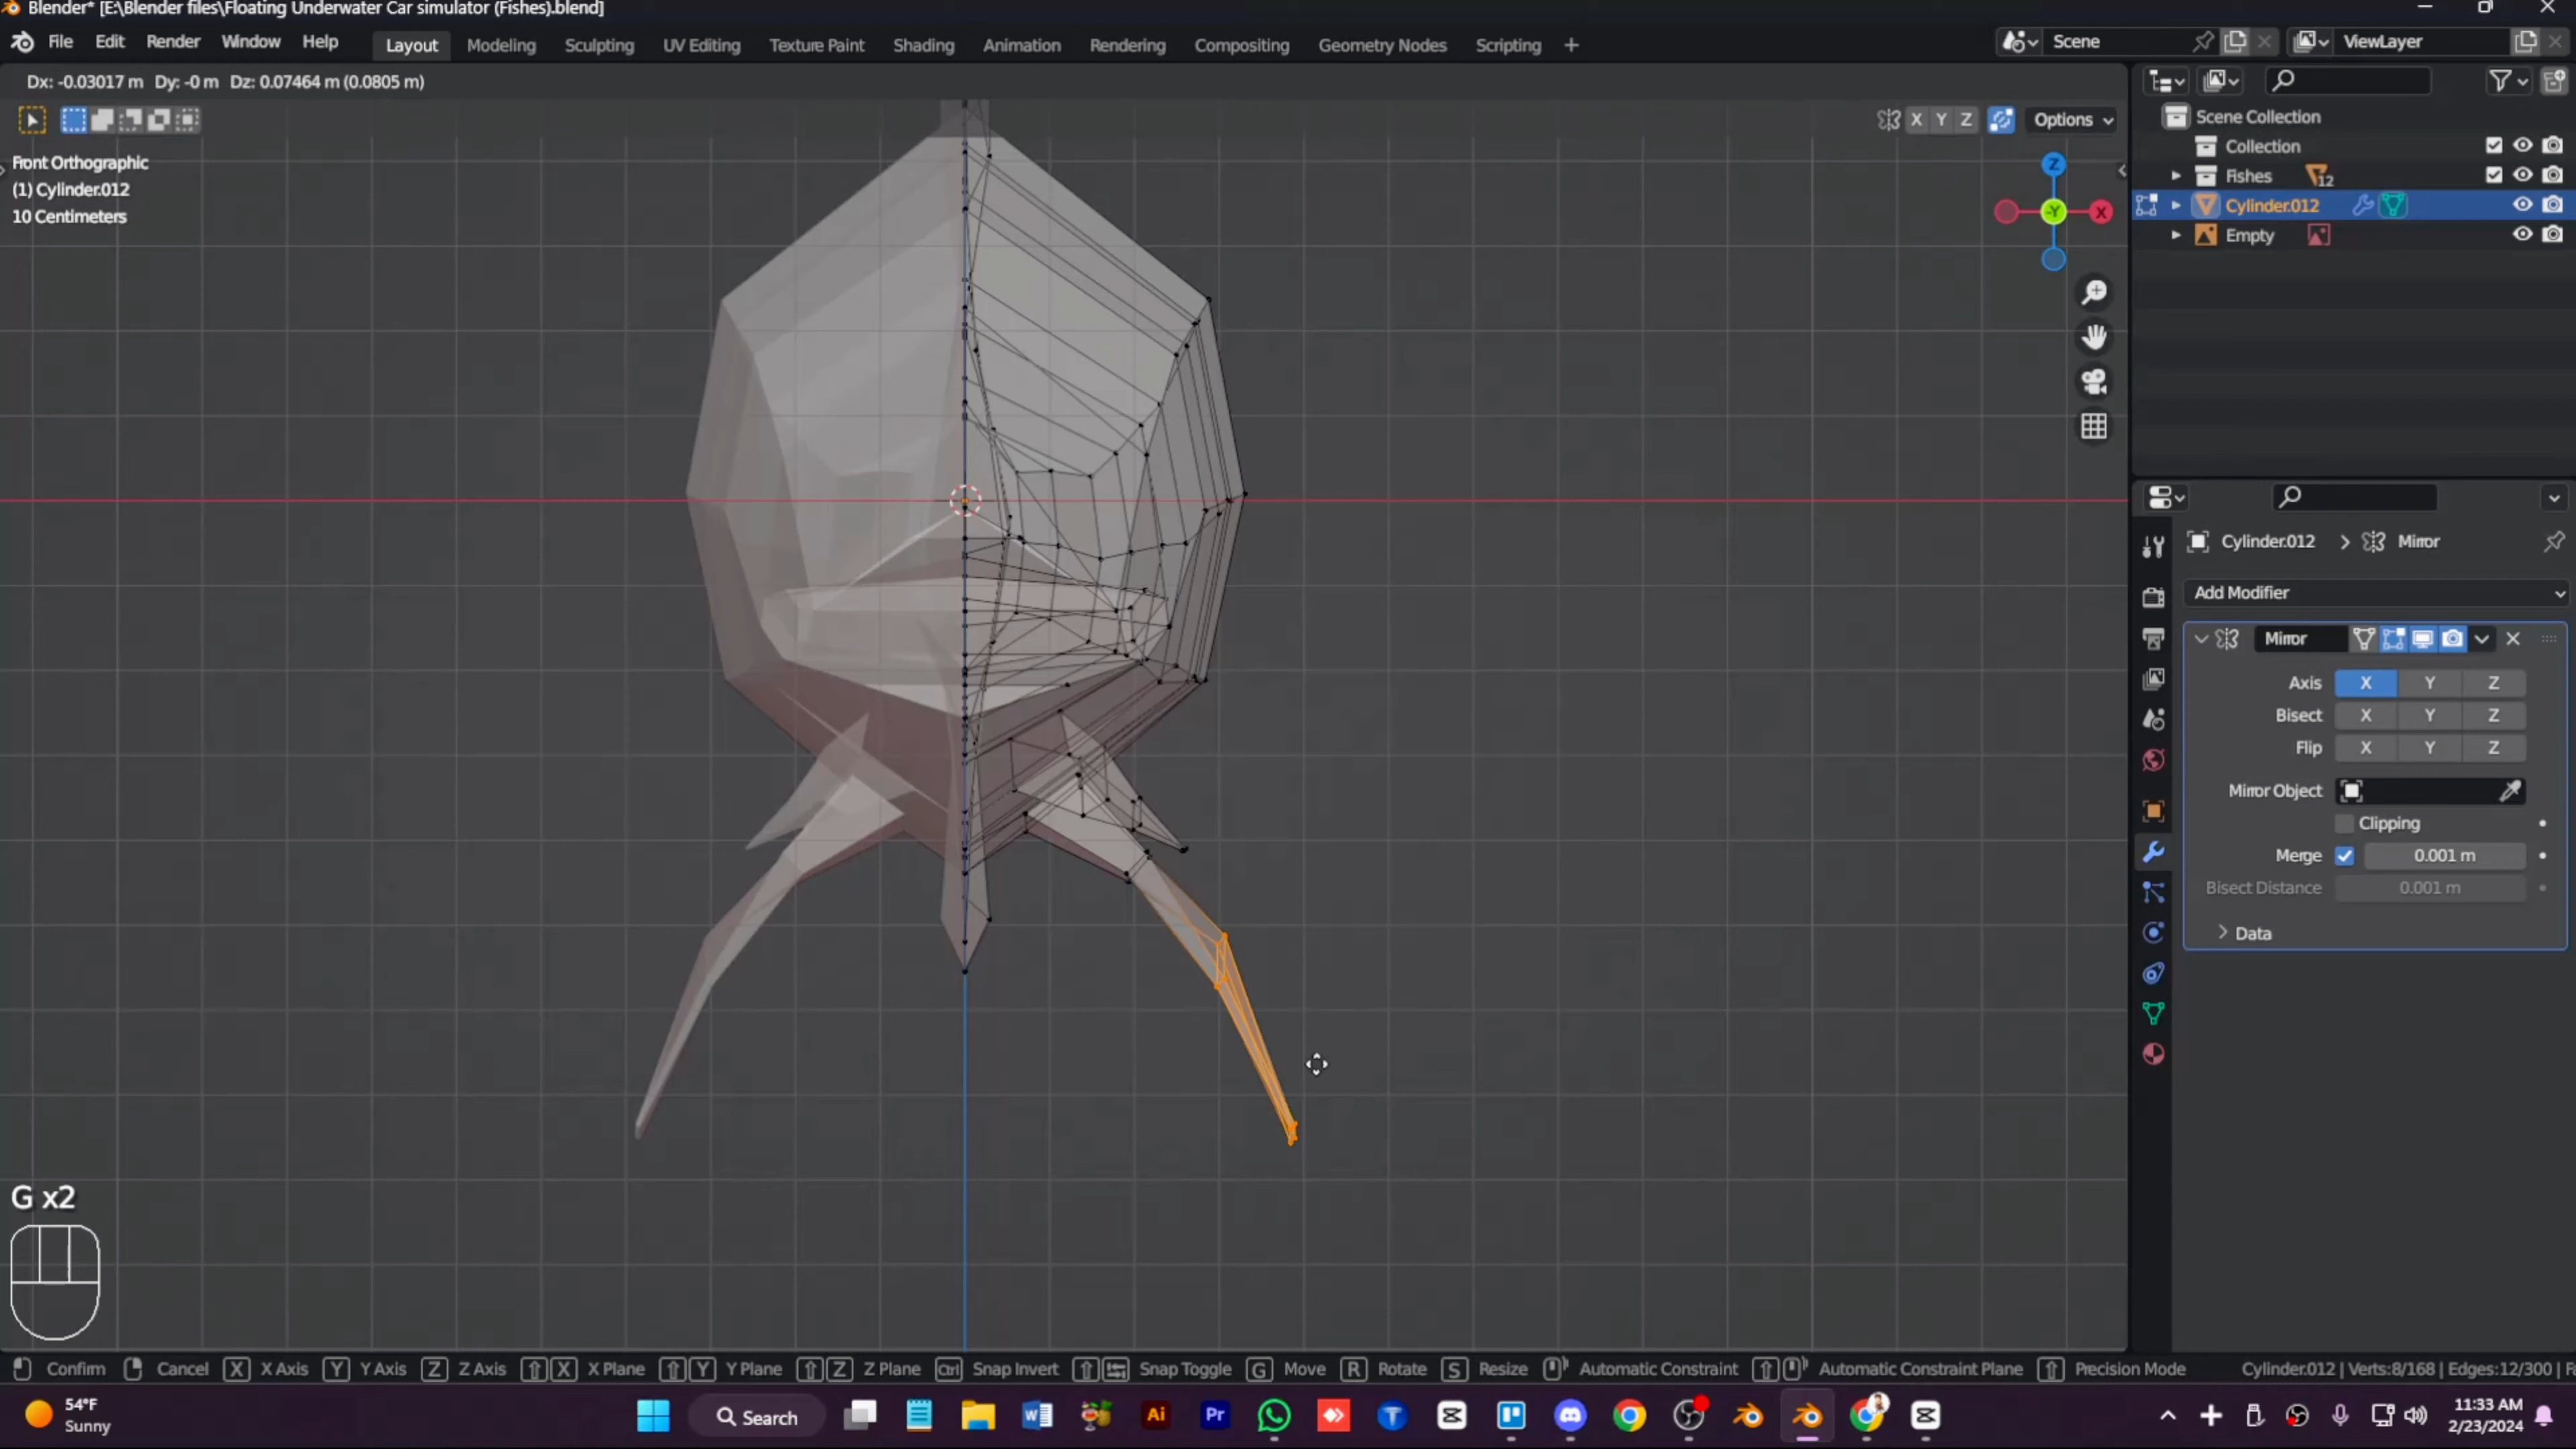 Blender* [E:\Blender files\Floating Underwater Car simulator (Fishes).blend]
File Edit Render Window Help Layout Modeling Sculpting UV Editing Texture Paint Shading Animation Rendering Compositing Geometry Nodes Scripting + Scene ViewLayer
Dx: -0.03017 m Dy: -0 m Dz: 0.07464 m (0.0805 m)
X Y Z Options
Front Orthographic
(1) Cylinder.012
10 Centimeters
Z
-Y X
Scene Collection
Collection
Fishes 12
Cylinder.012
Empty
Cylinder.012 > Mirror
Add Modifier
Mirror
Axis X Y Z
Bisect X Y Z
Flip X Y Z
Mirror Object
Clipping
Merge 0.001 m
Bisect Distance 0.001 m
Data
G x2
Confirm Cancel X X Axis Y Y Axis Z Z Axis X X Plane Y Y Plane Z Z Plane Ctrl Snap Invert Snap Toggle G Move R Rotate S Resize Automatic Constraint Automatic Constraint Plane Precision Mode Cylinder.012 | Verts:8/168 | Edges:12/300 |
54°F
Sunny
Search
Ai
Pr
11:33 AM
2/23/2024